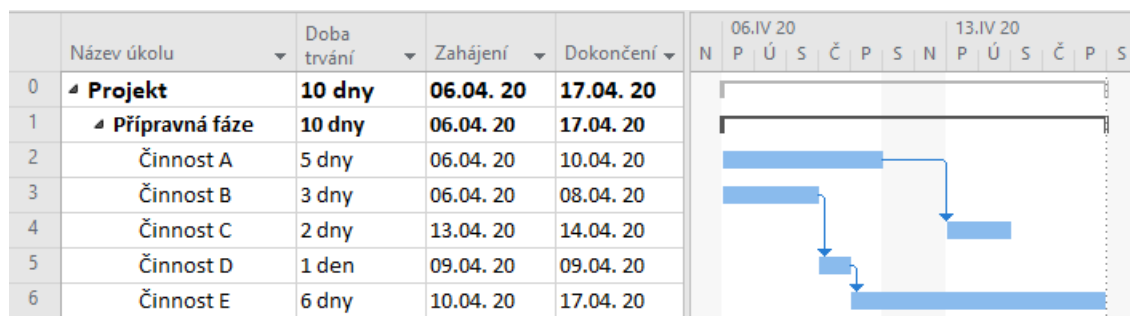 Název úkolu Doba trvání Zahájení Dokončení 06.IV 20 13.IV 20
N P Ú S Č P S N P Ú S Č P S
0 Projekt 10 dny 06.04. 20 17.04. 20
1 Přípravná fáze 10 dny 06.04. 20 17.04. 20
2 Činnost A 5 dny 06.04. 20 10.04. 20
3 Činnost B 3 dny 06.04. 20 08.04. 20
4 Činnost C 2 dny 13.04. 20 14.04. 20
5 Činnost D 1 den 09.04. 20 09.04. 20
6 Činnost E 6 dny 10.04. 20 17.04. 20